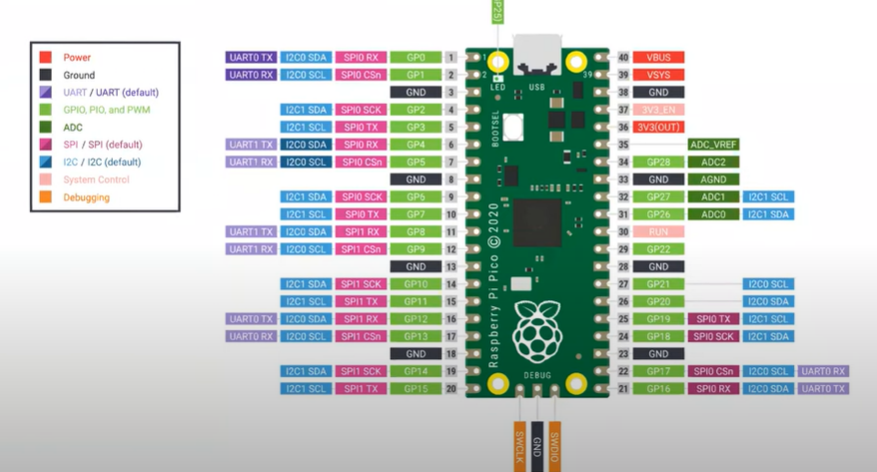 Power
Ground
UART / UART (default)
GPIO, PIO, and PWM
ADC
SPI / SPI (default)
I2C / I2C (default)
System Control
Debugging
UART0 TX I2C0 SDA SPI0 RX GP0 1
UART0 RX I2C0 SCL SPI0 CSn GP1 2
GND 3
I2C1 SDA SPI0 SCK GP2 4
I2C1 SCL SPI0 TX GP3 5
UART1 TX I2C0 SDA SPI0 RX GP4 6
UART1 RX I2C0 SCL SPI0 CSn GP5 7
GND 8
I2C1 SDA SPI0 SCK GP6 9
I2C1 SCL SPI0 TX GP7 10
UART1 TX I2C0 SDA SPI1 RX GP8 11
UART1 RX I2C0 SCL SPI1 CSn GP9 12
GND 13
I2C1 SDA SPI1 SCK GP10 14
I2C1 SCL SPI1 TX GP11 15
UART0 TX I2C0 SDA SPI1 RX GP12 16
UART0 RX I2C0 SCL SPI1 CSn GP13 17
GND 18
I2C1 SDA SPI1 SCK GP14 19
I2C1 SCL SPI1 TX GP15 20
1
2
39
LED
USB
BOOTSEL
Raspberry Pi Pico © 2020
DEBUG
40 VBUS
39 VSYS
38 GND
37 3V3_EN
36 3V3(OUT)
35 ADC_VREF
34 GP28 ADC2
33 GND AGND
32 GP27 ADC1 I2C1 SCL
31 GP26 ADC0 I2C1 SDA
30 RUN
29 GP22
28 GND
27 GP21 I2C0 SCL
26 GP20 I2C0 SDA
25 GP19 SPI0 TX I2C1 SCL
24 GP18 SPI0 SCK I2C1 SDA
23 GND
22 GP17 SPI0 CSn I2C0 SCL UART0 RX
21 GP16 SPI0 RX I2C0 SDA UART0 TX
SWCLK
GND
SWDIO